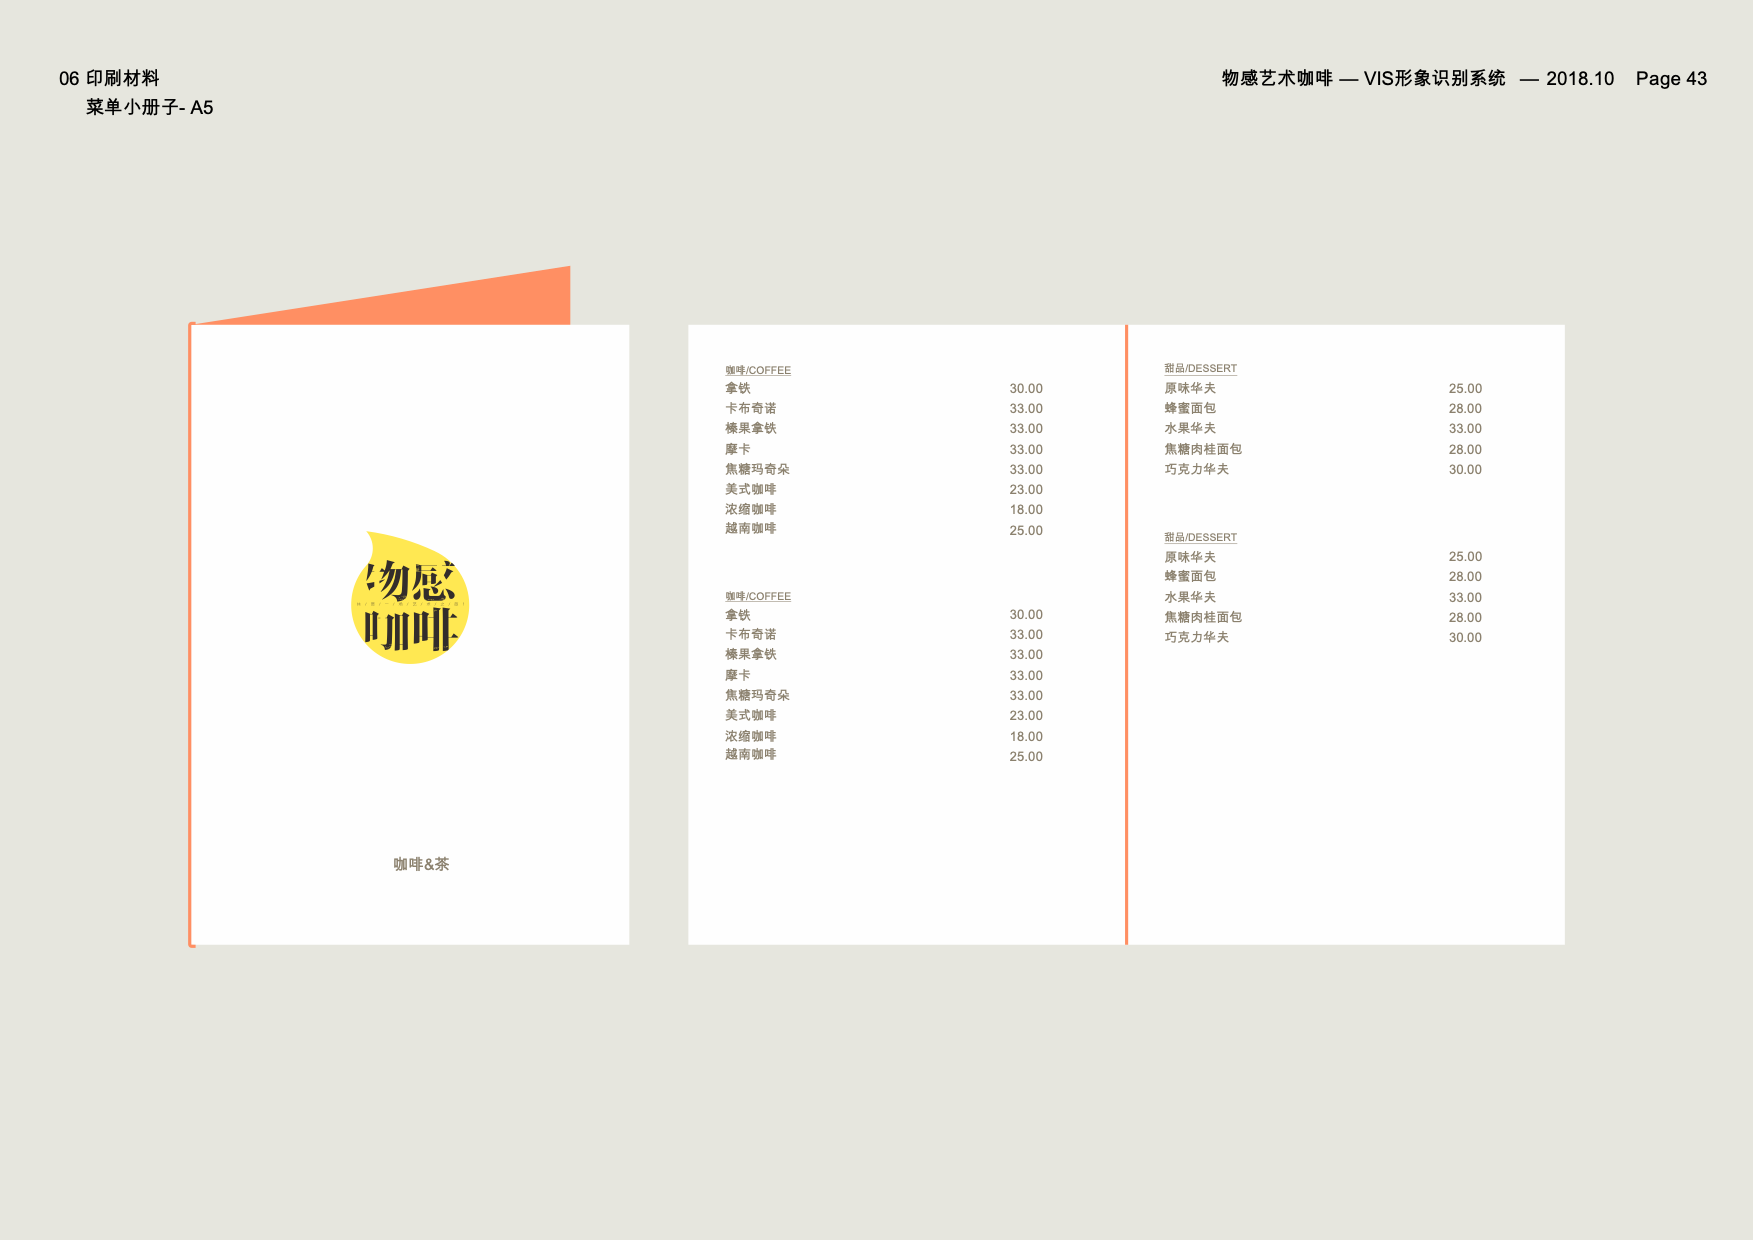 06 印刷材料
菜单小册子- A5
物感艺术咖啡 — VIS形象识别系统 — 2018.10 Page 43
物感
咖啡
咖啡&茶
咖啡/COFFEE
拿铁 30.00
卡布奇诺 33.00
榛果拿铁 33.00
摩卡 33.00
焦糖玛奇朵 33.00
美式咖啡 23.00
浓缩咖啡 18.00
越南咖啡 25.00
咖啡/COFFEE
拿铁 30.00
卡布奇诺 33.00
榛果拿铁 33.00
摩卡 33.00
焦糖玛奇朵 33.00
美式咖啡 23.00
浓缩咖啡 18.00
越南咖啡 25.00
甜品/DESSERT
原味华夫 25.00
蜂蜜面包 28.00
水果华夫 33.00
焦糖肉桂面包 28.00
巧克力华夫 30.00
甜品/DESSERT
原味华夫 25.00
蜂蜜面包 28.00
水果华夫 33.00
焦糖肉桂面包 28.00
巧克力华夫 30.00